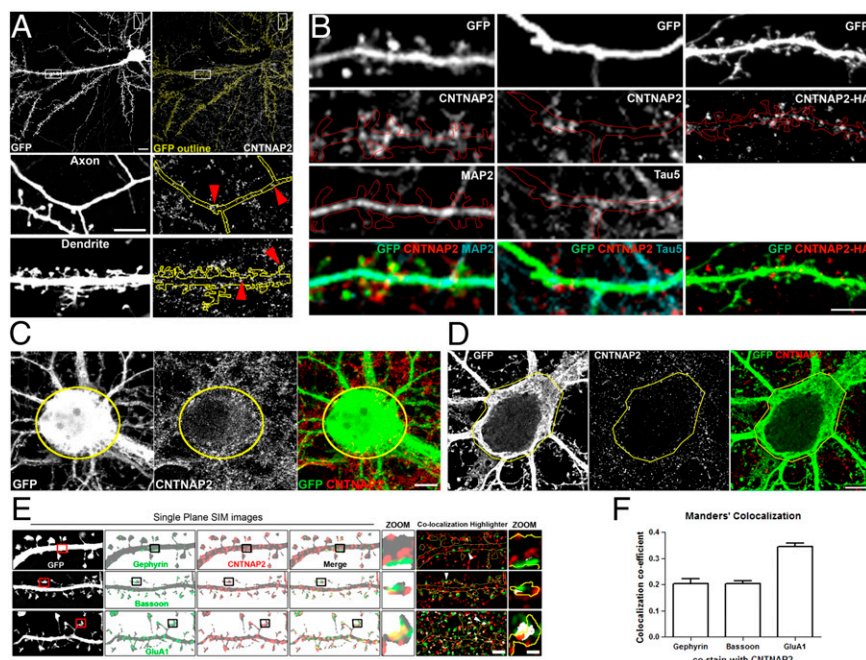 A
GFP
GFP outline
CNTNAP2
Axon
Dendrite
B
GFP
GFP
GFP
CNTNAP2
CNTNAP2
CNTNAP2-HA
MAP2
Tau5
GFP CNTNAP2 MAP2
GFP CNTNAP2 Tau5
GFP CNTNAP2-HA
C
GFP
CNTNAP2
GFP CNTNAP2
D
GFP
CNTNAP2
GFP CNTNAP2
E
Single Plane SIM images
ZOOM
Co-localization Highlighter
ZOOM
GFP
Gephyrin
CNTNAP2
Merge
Bassoon
GluA1
F
Manders' Colocalization
Colocalization co-efficient
0.4
0.3
0.2
0.1
0.0
Gephyrin
Bassoon
GluA1
co stain with CNTNAP2